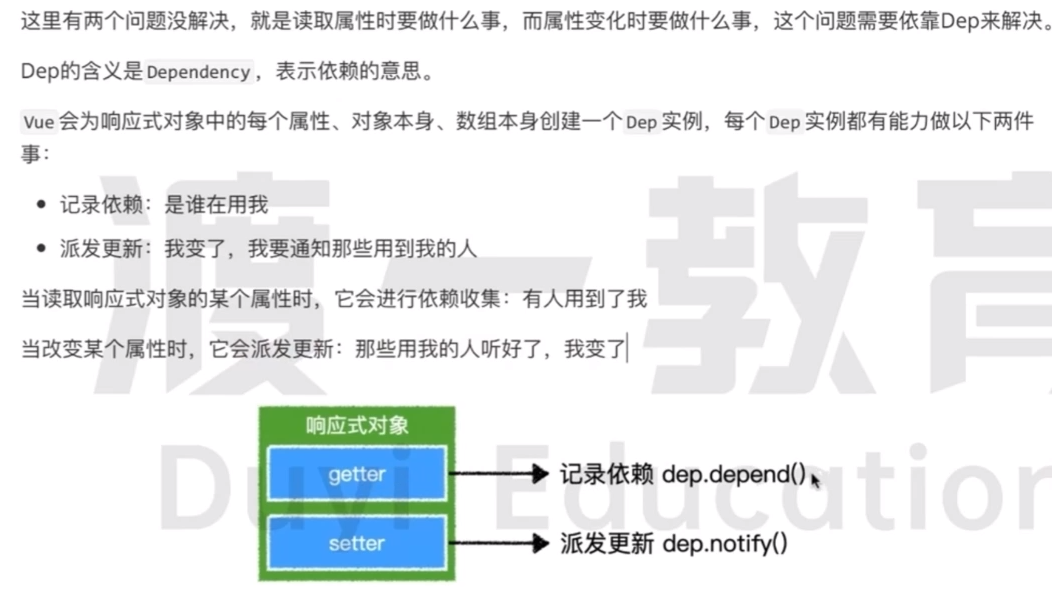 这里有两个问题没解决，就是读取属性时要做什么事，而属性变化时要做什么事，这个问题需要依靠Dep来解决。
Dep的含义是Dependency，表示依赖的意思。
Vue会为响应式对象中的每个属性、对象本身、数组本身创建一个Dep实例，每个Dep实例都有能力做以下两件
事：
• 记录依赖：是谁在用我
• 派发更新：我变了，我要通知那些用到我的人
当读取响应式对象的某个属性时，它会进行依赖收集：有人用到了我
当改变某个属性时，它会派发更新：那些用我的人听好了，我变了
响应式对象
getter
记录依赖 dep.depend()
setter
派发更新 dep.notify()
渡一教育
Duyi Education